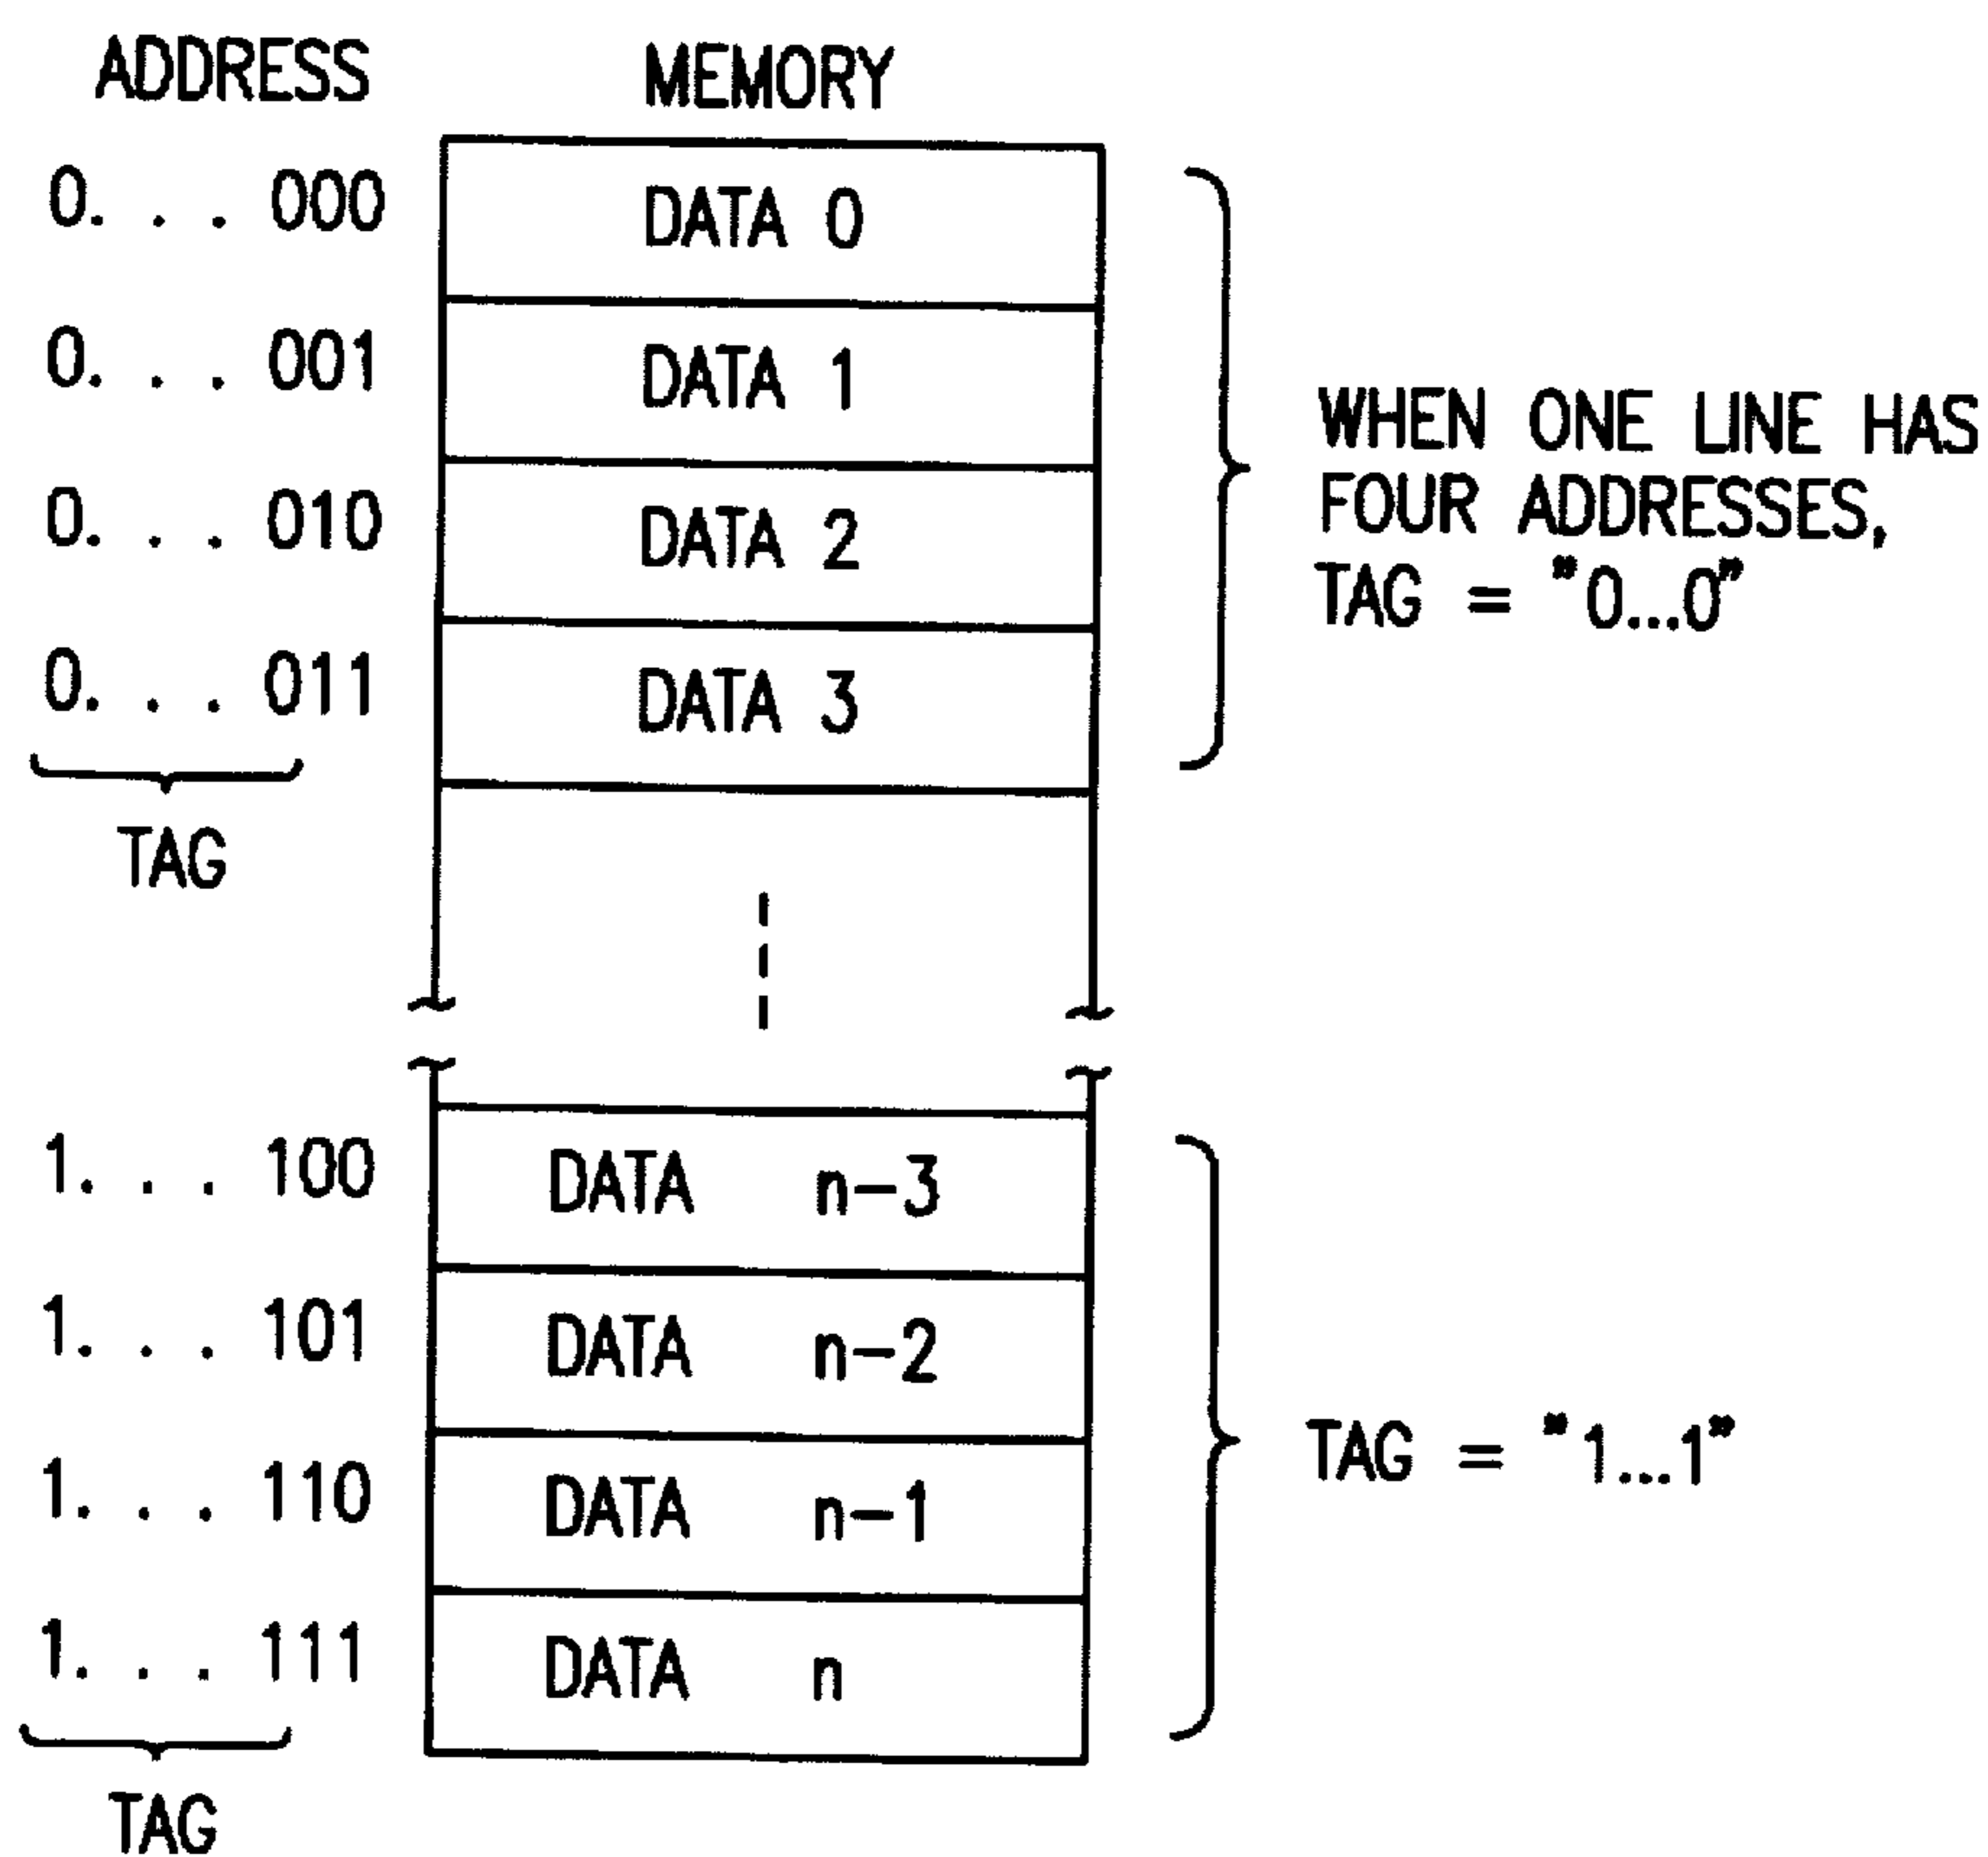 ADDRESS MEMORY
0. . . 000 DATA 0
0. . . 001 DATA 1
WHEN ONE LINE HAS
FOUR ADDRESSES,
TAG = "0...0"
0. . . 010 DATA 2
0. . . 011 DATA 3
TAG
1. . . 100 DATA n-3
1. . . 101 DATA n-2
TAG = "1...1"
1. . . 110 DATA n-1
1. . . 111 DATA n
TAG